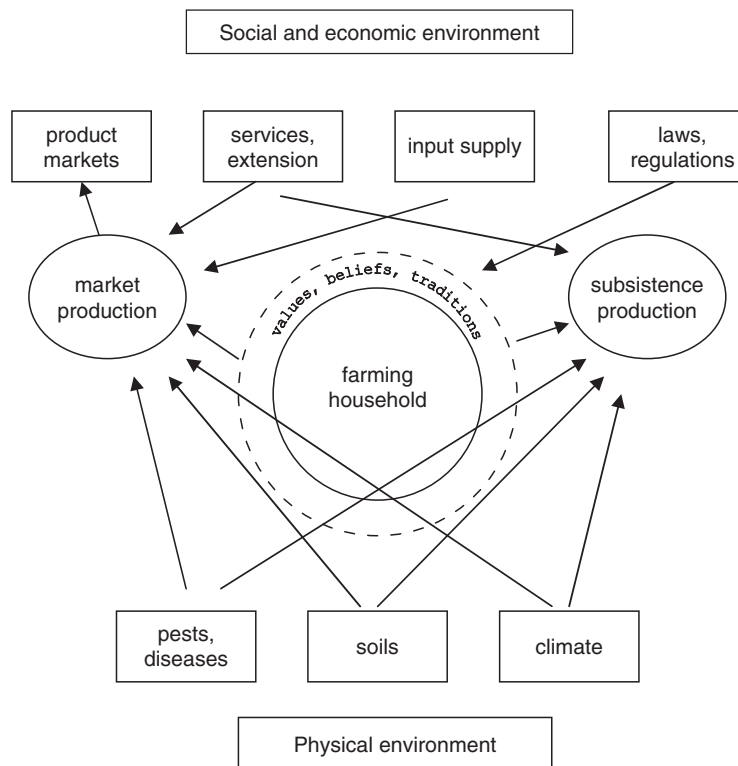 Social and economic environment
product
markets
services,
extension
input supply
laws,
regulations
market
production
values, beliefs, traditions
subsistence
production
farming
household
pests,
diseases
soils
climate
Physical environment